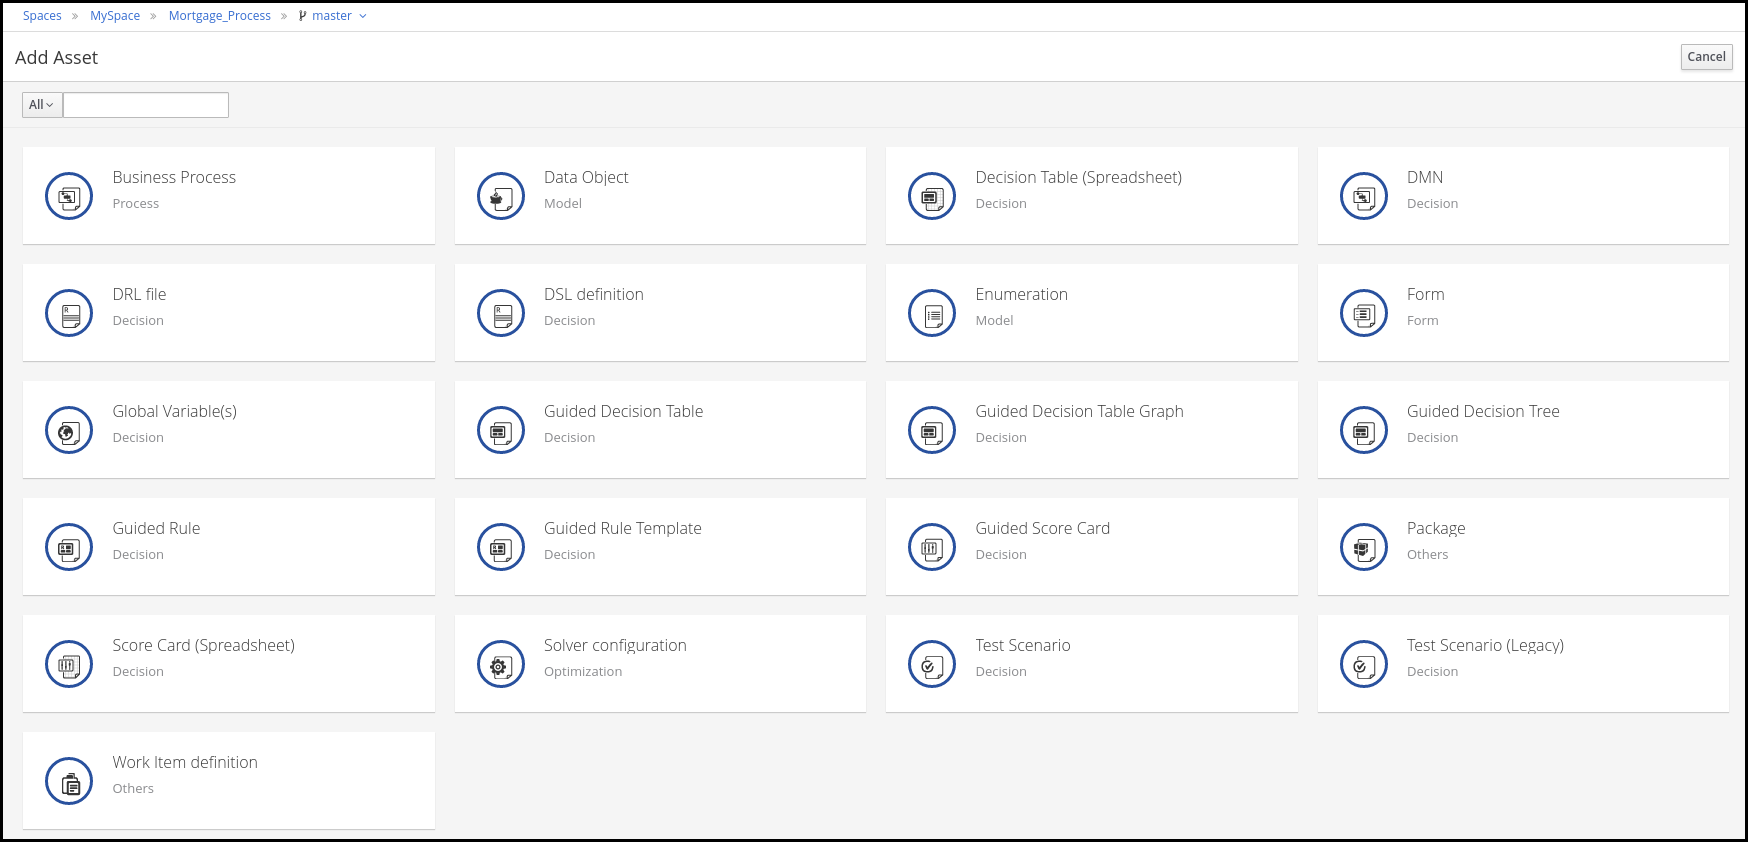 Spaces » MySpace » Mortgage_Process » master
Add Asset
Cancel
All
Business Process
Process
Data Object
Model
Decision Table (Spreadsheet)
Decision
DMN
Decision
DRL file
Decision
DSL definition
Decision
Enumeration
Model
Form
Form
Global Variable(s)
Decision
Guided Decision Table
Decision
Guided Decision Table Graph
Decision
Guided Decision Tree
Decision
Guided Rule
Decision
Guided Rule Template
Decision
Guided Score Card
Decision
Package
Others
Score Card (Spreadsheet)
Decision
Solver configuration
Optimization
Test Scenario
Decision
Test Scenario (Legacy)
Decision
Work Item definition
Others